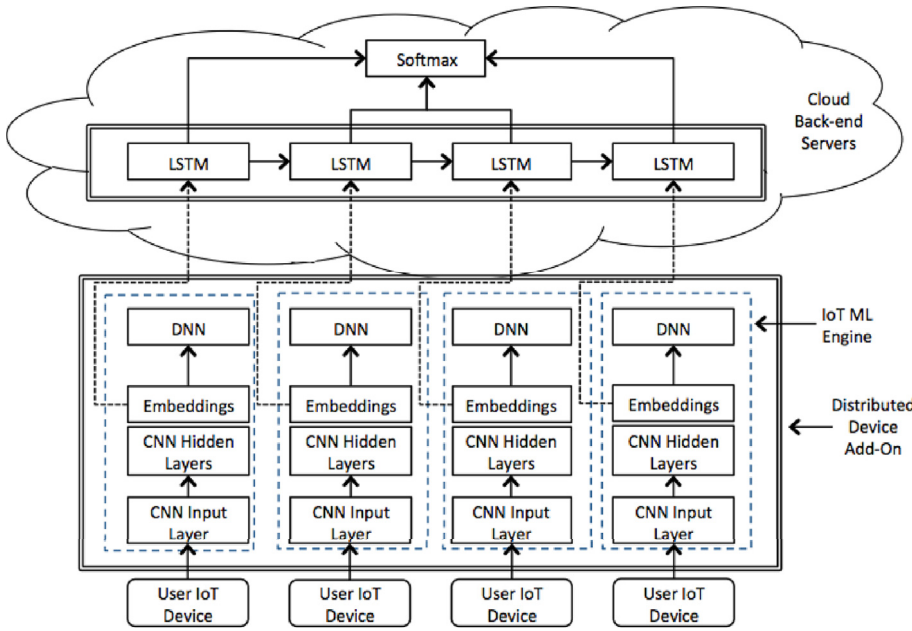 Softmax
Cloud
Back-end
Servers
LSTM LSTM LSTM LSTM
DNN DNN DNN DNN
IoT ML
Engine
Embeddings Embeddings Embeddings Embeddings
Distributed
Device
Add-On
CNN Hidden CNN Hidden CNN Hidden CNN Hidden
Layers Layers Layers Layers
CNN Input CNN Input CNN Input CNN Input
Layer Layer Layer Layer
User IoT User IoT User IoT User IoT
Device Device Device Device